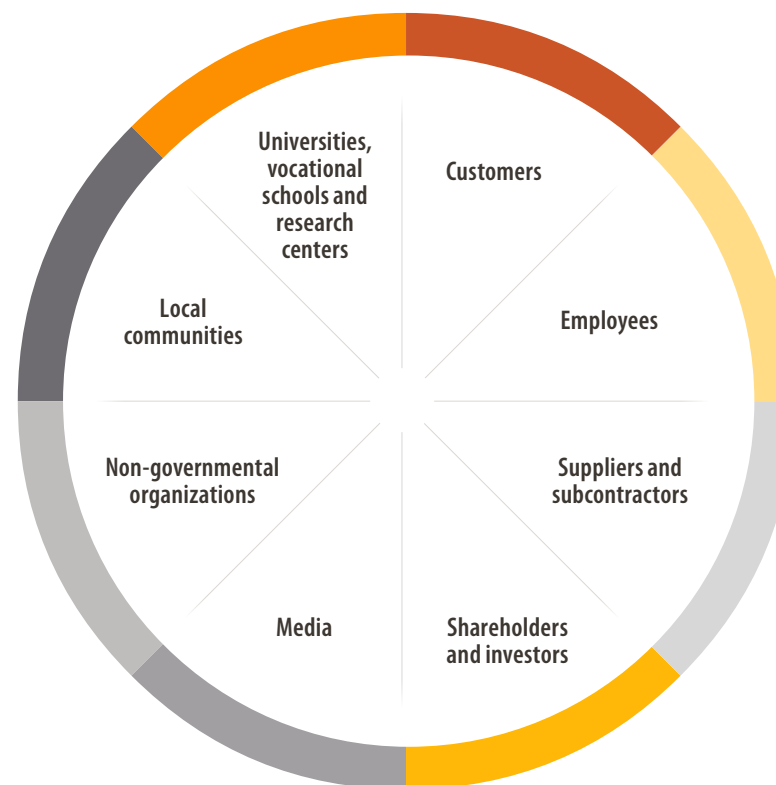 Universities,
vocational
schools and
research
centers
Customers
Employees
Suppliers and
subcontractors
Shareholders
and investors
Media
Non-governmental
organizations
Local
communities